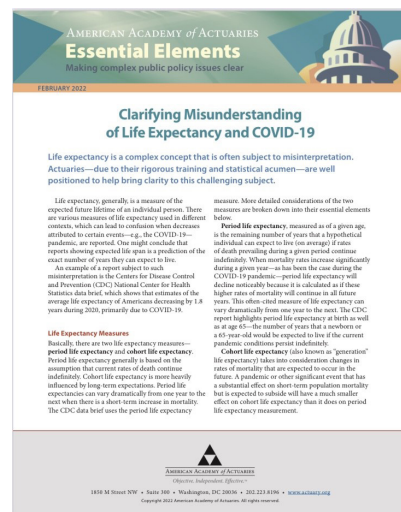 AMERICAN ACADEMY of ACTUARIES
Essential Elements
Making complex public policy issues clear
FEBRUARY 2022
Clarifying Misunderstanding
of Life Expectancy and COVID-19
Life expectancy is a complex concept that is often subject to misinterpretation.
Actuaries—due to their rigorous training and statistical acumen—are well
positioned to help bring clarity to this challenging subject.
Life expectancy, generally, is a measure of the
expected future lifetime of an individual person. There
are various measures of life expectancy used in different
contexts, which can lead to confusion when decreases
attributed to certain events—e.g., the COVID-19—
pandemic, are reported. One might conclude that
reports showing expected life span is a prediction of the
exact number of years they can expect to live.
An example of a report subject to such
misinterpretation is the Centers for Disease Control
and Prevention (CDC) National Center for Health
Statistics data brief, which shows that estimates of the
average life expectancy of Americans decreasing by 1.8
years during 2020, primarily due to COVID-19.
Life Expectancy Measures
Basically, there are two life expectancy measures—
period life expectancy and cohort life expectancy.
Period life expectancy generally is based on the
assumption that current rates of death continue
indefinitely. Cohort life expectancy is more heavily
influenced by long-term expectations. Period life
expectancies can vary dramatically from one year to the
next when there is a short-term increase in mortality.
The CDC data brief uses the period life expectancy
measure. More detailed considerations of the two
measures are broken down into their essential elements
below.
Period life expectancy, measured as of a given age,
is the remaining number of years that a hypothetical
individual can expect to live (on average) if rates
of death prevailing during a given period continue
indefinitely. When mortality rates increase significantly
during a given year—as has been the case during the
COVID-19 pandemic—period life expectancy will
decline noticeably because it is calculated as if these
higher rates of mortality will continue in all future
years. This often-cited measure of life expectancy can
vary dramatically from one year to the next. The CDC
report highlights period life expectancy at birth as well
as at age 65—the number of years that a newborn or
a 65-year-old would be expected to live if the current
pandemic conditions persist indefinitely.
Cohort life expectancy (also known as "generation"
life expectancy) takes into consideration changes in
rates of mortality that are expected to occur in the
future. A pandemic or other significant event that has
a substantial effect on short-term population mortality
but is expected to subside will have a much smaller
effect on cohort life expectancy than it does on period
life expectancy measurement.
AMERICAN ACADEMY of ACTUARIES
Objective. Independent. Effective.™
1850 M Street NW • Suite 300 • Washington, DC 20036 • 202.223.8196 • www.actuary.org
Copyright 2022 American Academy of Actuaries. All rights reserved.